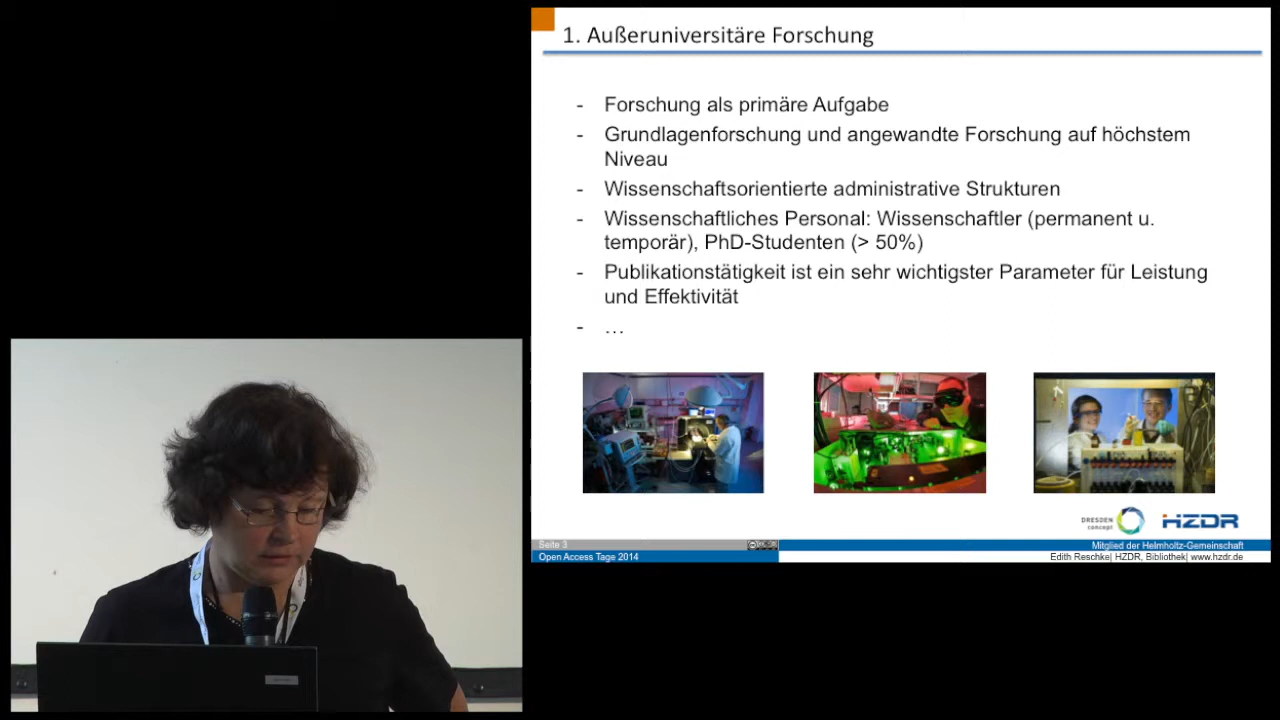 1. Außeruniversitäre Forschung
- Forschung als primäre Aufgabe
- Grundlagenforschung und angewandte Forschung auf höchstem
Niveau
- Wissenschaftsorientierte administrative Strukturen
- Wissenschaftliches Personal: Wissenschaftler (permanent u.
temporär), PhD-Studenten (> 50%)
- Publikationstätigkeit ist ein sehr wichtigster Parameter für Leistung
und Effektivität
- …
DRESDEN
concept
HZDR
Seite 3
Mitglied der Helmholtz-Gemeinschaft
Open Access Tage 2014
Edith Reschke| HZDR, Bibliothek| www.hzdr.de